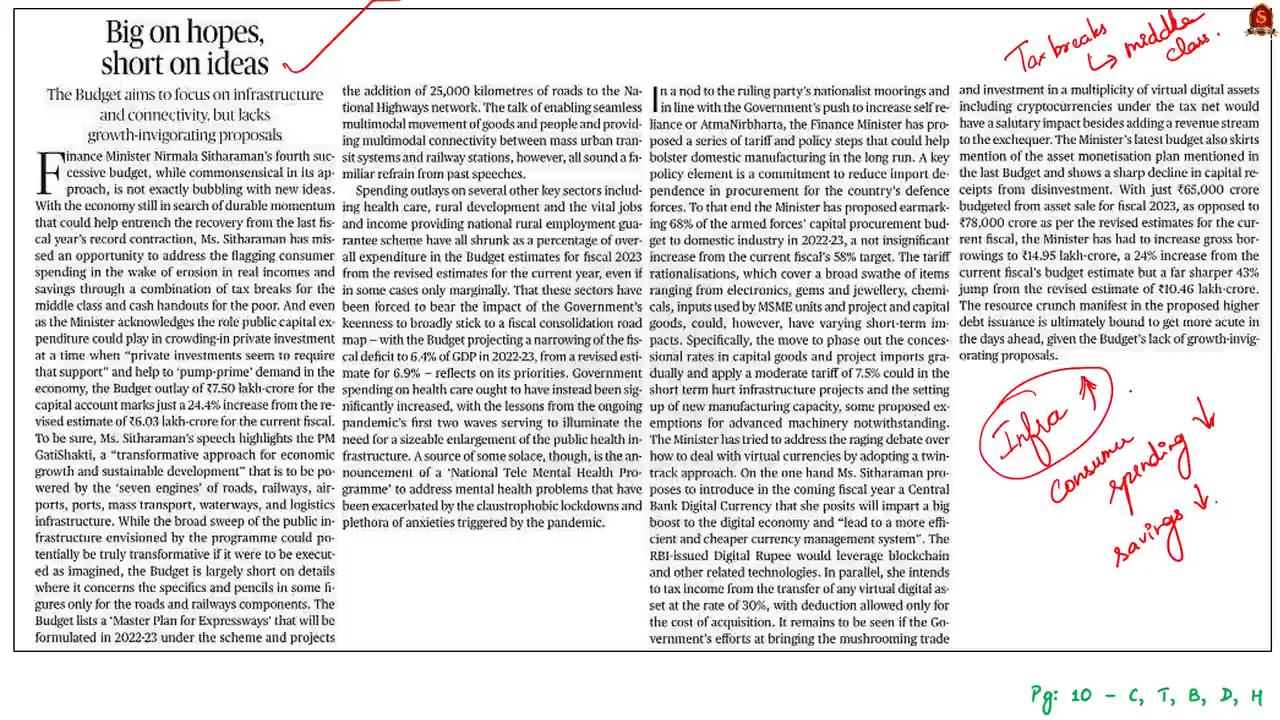 Big on hopes,
short on ideas
The Budget aims to focus on infrastructure
and connectivity, but lacks
growth-invigorating proposals
Finance Minister Nirmala Sitharaman's fourth suc-
cessive budget, while commonsensical in its ap-
proach, is not exactly bubbling with new ideas.
With the economy still in search of durable momentum
that could help entrench the recovery from the last fis-
cal year's record contraction, Ms. Sitharaman has mis-
sed an opportunity to address the flagging consumer
spending in the wake of erosion in real incomes and
savings through a combination of tax breaks for the
middle class and cash handouts for the poor. And even
as the Minister acknowledges the role public capital ex-
penditure could play in crowding-in private investment
at a time when "private investments seem to require
that support" and help to 'pump-prime' demand in the
economy, the Budget outlay of ₹7.50 lakh-crore for the
capital account marks just a 24.4% increase from the re-
vised estimate of ₹6.03 lakh-crore for the current fiscal.
To be sure, Ms. Sitharaman's speech highlights the PM
GatiShakti, a "transformative approach for economic
growth and sustainable development" that is to be po-
wered by the 'seven engines' of roads, railways, air-
ports, ports, mass transport, waterways, and logistics
infrastructure. While the broad sweep of the public in-
frastructure envisioned by the programme could po-
tentially be truly transformative if it were to be execut-
ed as imagined, the Budget is largely short on details
where it concerns the specifics and pencils in some fi-
gures only for the roads and railways components. The
Budget lists a 'Master Plan for Expressways' that will be
formulated in 2022-23 under the scheme and projects
the addition of 25,000 kilometres of roads to the Na-
tional Highways network. The talk of enabling seamless
multimodal movement of goods and people and provid-
ing multimodal connectivity between mass urban tran-
sit systems and railway stations, however, all sound a fa-
miliar refrain from past speeches.
Spending outlays on several other key sectors includ-
ing health care, rural development and the vital jobs
and income providing national rural employment gua-
rantee scheme have all shrunk as a percentage of over-
all expenditure in the Budget estimates for fiscal 2023
from the revised estimates for the current year, even if
in some cases only marginally. That these sectors have
been forced to bear the impact of the Government's
keenness to broadly stick to a fiscal consolidation road
map – with the Budget projecting a narrowing of the fis-
cal deficit to 6.4% of GDP in 2022-23, from a revised esti-
mate for 6.9% – reflects on its priorities. Government
spending on health care ought to have instead been sig-
nificantly increased, with the lessons from the ongoing
pandemic's first two waves serving to illuminate the
need for a sizeable enlargement of the public health in-
frastructure. A source of some solace, though, is the an-
nouncement of a 'National Tele Mental Health Pro-
gramme' to address mental health problems that have
been exacerbated by the claustrophobic lockdowns and
plethora of anxieties triggered by the pandemic.
In a nod to the ruling party's nationalist moorings and
in line with the Government's push to increase self re-
liance or AtmaNirbharta, the Finance Minister has pro-
posed a series of tariff and policy steps that could help
bolster domestic manufacturing in the long run. A key
policy element is a commitment to reduce import de-
pendence in procurement for the country's defence
forces. To that end the Minister has proposed earmark-
ing 68% of the armed forces' capital procurement bud-
get to domestic industry in 2022-23, a not insignificant
increase from the current fiscal's 58% target. The tariff
rationalisations, which cover a broad swathe of items
ranging from electronics, gems and jewellery, chemi-
cals, inputs used by MSME units and project and capital
goods, could, however, have varying short-term im-
pacts. Specifically, the move to phase out the conces-
sional rates in capital goods and project imports gra-
dually and apply a moderate tariff of 7.5% could in the
short term hurt infrastructure projects and the setting
up of new manufacturing capacity, some proposed ex-
emptions for advanced machinery notwithstanding.
The Minister has tried to address the raging debate over
how to deal with virtual currencies by adopting a twin-
track approach. On the one hand Ms. Sitharaman pro-
poses to introduce in the coming fiscal year a Central
Bank Digital Currency that she posits will impart a big
boost to the digital economy and "lead to a more effi-
cient and cheaper currency management system". The
RBI-issued Digital Rupee would leverage blockchain
and other related technologies. In parallel, she intends
to tax income from the transfer of any virtual digital as-
set at the rate of 30%, with deduction allowed only for
the cost of acquisition. It remains to be seen if the Go-
vernment's efforts at bringing the mushrooming trade
and investment in a multiplicity of virtual digital assets
including cryptocurrencies under the tax net would
have a salutary impact besides adding a revenue stream
to the exchequer. The Minister's latest budget also skirts
mention of the asset monetisation plan mentioned in
the last Budget and shows a sharp decline in capital re-
ceipts from disinvestment. With just ₹65,000 crore
budgeted from asset sale for fiscal 2023, as opposed to
₹78,000 crore as per the revised estimates for the cur-
rent fiscal, the Minister has had to increase gross bor-
rowings to ₹14.95 lakh-crore, a 24% increase from the
current fiscal's budget estimate but a far sharper 43%
jump from the revised estimate of ₹10.46 lakh-crore.
The resource crunch manifest in the proposed higher
debt issuance is ultimately bound to get more acute in
the days ahead, given the Budget's lack of growth-invig-
orating proposals.
Tax breaks
↳ middle
class.
Infra ↑
Consumer
spending ↓
savings ↓.
Pg: 10 – C, T, B, D, H
S